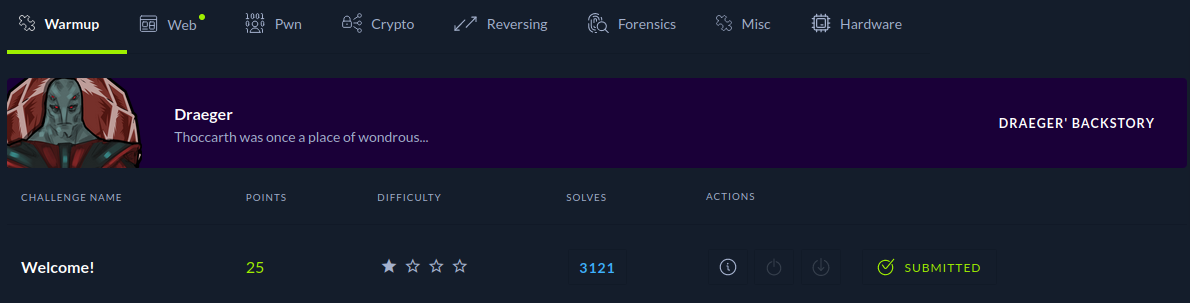 Warmup Web Pwn Crypto Reversing Forensics Misc Hardware
Draeger
Thoccarth was once a place of wondrous...
DRAEGER' BACKSTORY
CHALLENGE NAME POINTS DIFFICULTY SOLVES ACTIONS
Welcome! 25 3121 SUBMITTED